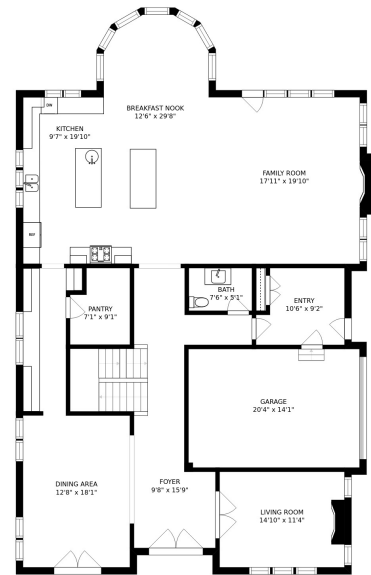 DW
BREAKFAST NOOK
12'6" x 29'8"
KITCHEN
9'7" x 19'10"
FAMILY ROOM
17'11" x 19'10"
REF
BATH
7'6" x 5'1"
ENTRY
10'6" x 9'2"
PANTRY
7'1" x 9'1"
GARAGE
20'4" x 14'1"
DINING AREA
12'8" x 18'1"
FOYER
9'8" x 15'9"
LIVING ROOM
14'10" x 11'4"